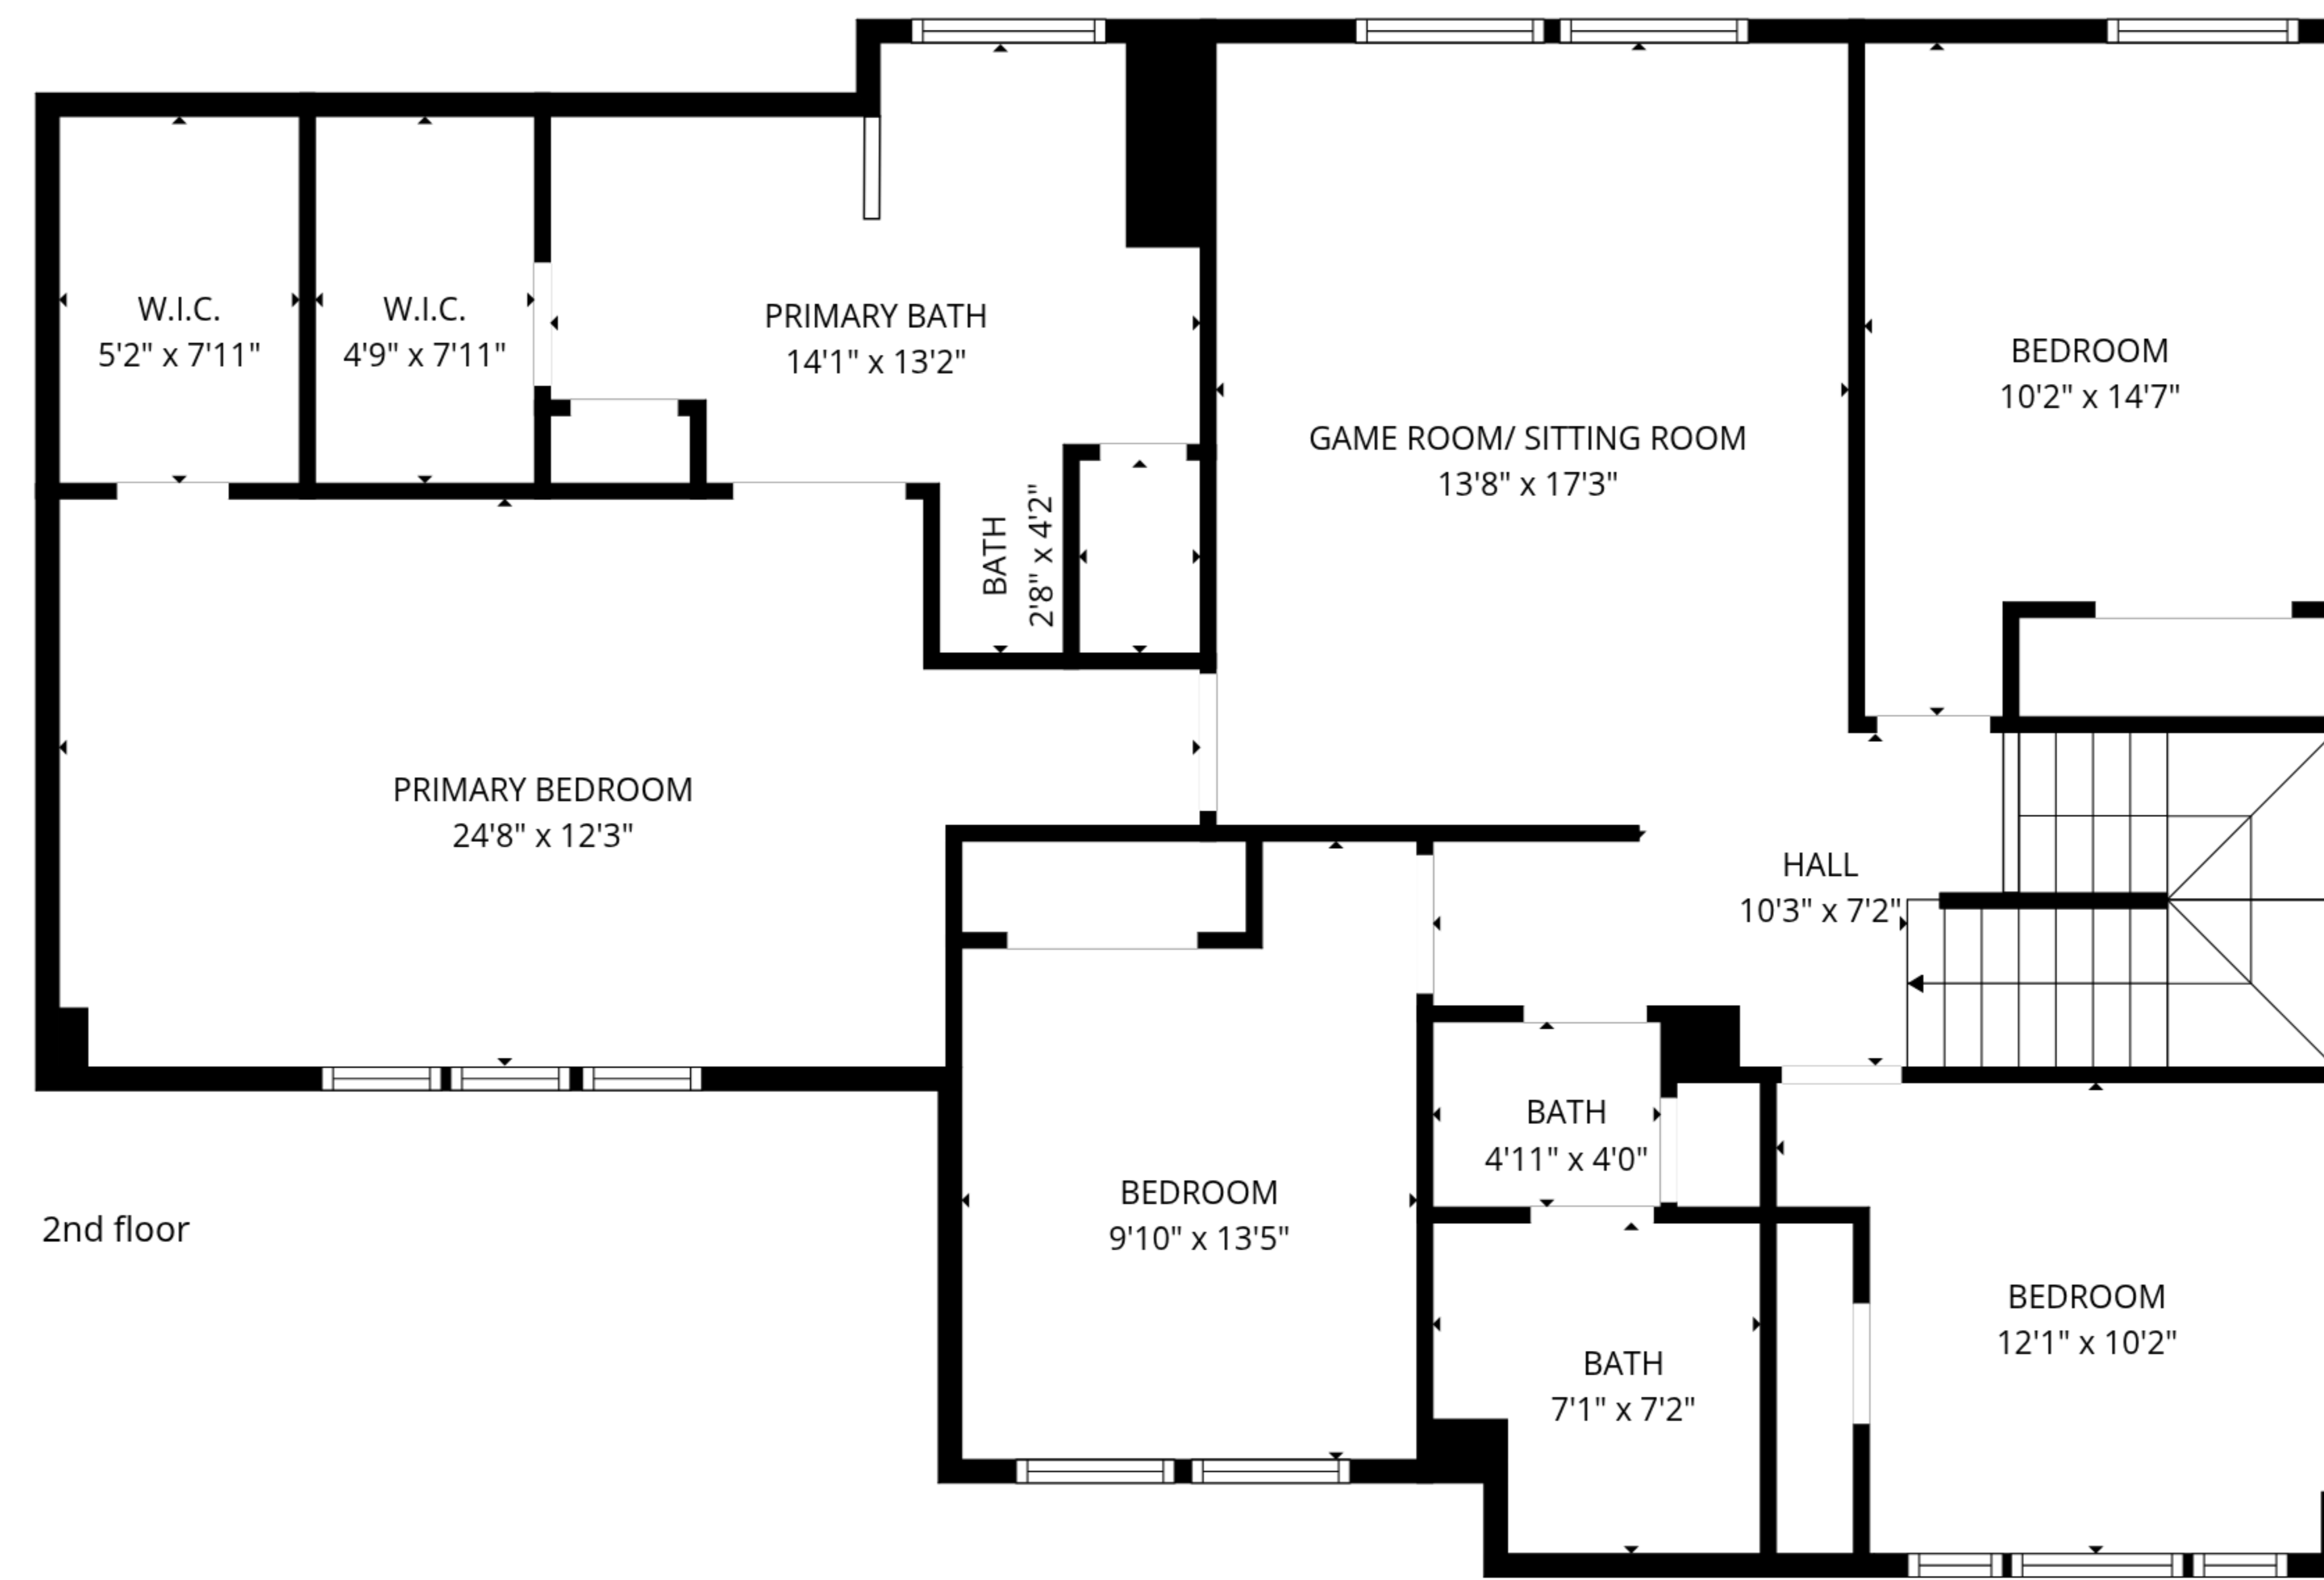 W.I.C.
5'2" x 7'11"
W.I.C.
4'9" x 7'11"
PRIMARY BATH
14'1" x 13'2"
BEDROOM
10'2" x 14'7"
GAME ROOM/ SITTING ROOM
13'8" x 17'3"
BATH
2'8" x 4'2"
PRIMARY BEDROOM
24'8" x 12'3"
HALL
10'3" x 7'2"
BATH
4'11" x 4'0"
BEDROOM
9'10" x 13'5"
2nd floor
BEDROOM
12'1" x 10'2"
BATH
7'1" x 7'2"